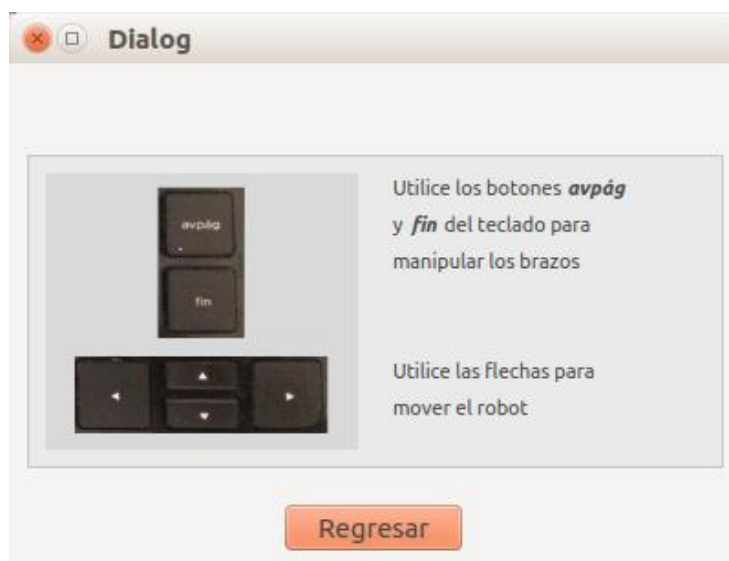 Dialog
avpág
fin
Utilice los botones avpág
y fin del teclado para
manipular los brazos
Utilice las flechas para
mover el robot
Regresar